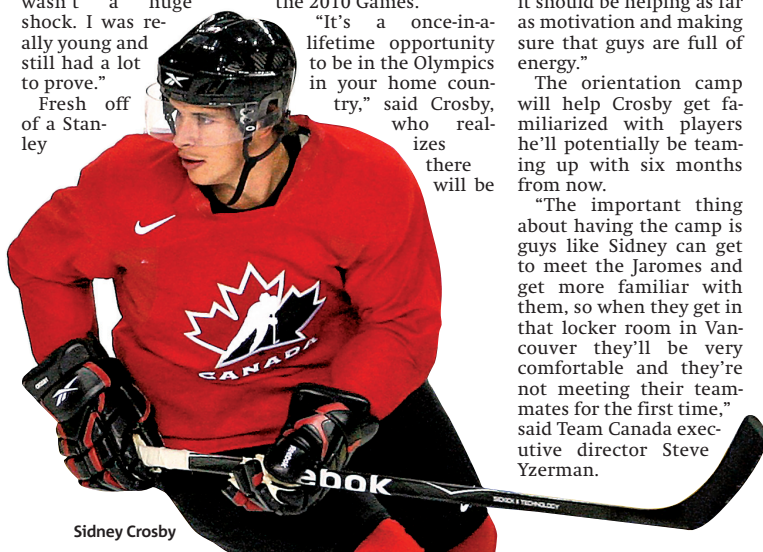 wasn't a huge
shock. I was re-
ally young and
still had a lot
to prove."
Fresh off
of a Stan-
ley
the 2010 Games.
"It's a once-in-a-
lifetime opportunity
to be in the Olympics
in your home coun-
try," said Crosby,
who real-
izes
there
will be
it should be helping as far
as motivation and making
sure that guys are full of
energy."
The orientation camp
will help Crosby get fa-
miliarized with players
he'll potentially be team-
ing up with six months
from now.
"The important thing
about having the camp is
guys like Sidney can get
to meet the Jaromes and
get more familiar with
them, so when they get in
that locker room in Van-
couver they'll be very
comfortable and they're
not meeting their team-
mates for the first time,"
said Team Canada exec-
utive director Steve
Yzerman.
CANADA
ebok
SICKICK II TECHNOLOGY
Sidney Crosby